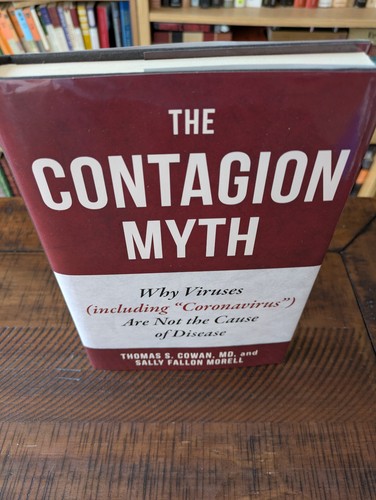 THE
CONTAGION
MYTH
Why Viruses
(including "Coronavirus")
Are Not the Cause
of Disease
THOMAS S. COWAN, MD, and
SALLY FALLON MORELL